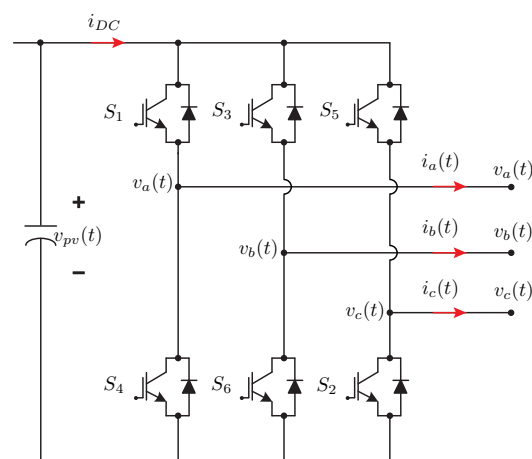 i_{DC}
S_1 S_3 S_5
i_a(t) v_a(t)
v_a(t)
+
v_{pv}(t)
−
i_b(t) v_b(t)
v_b(t)
i_c(t) v_c(t)
v_c(t)
S_4 S_6 S_2